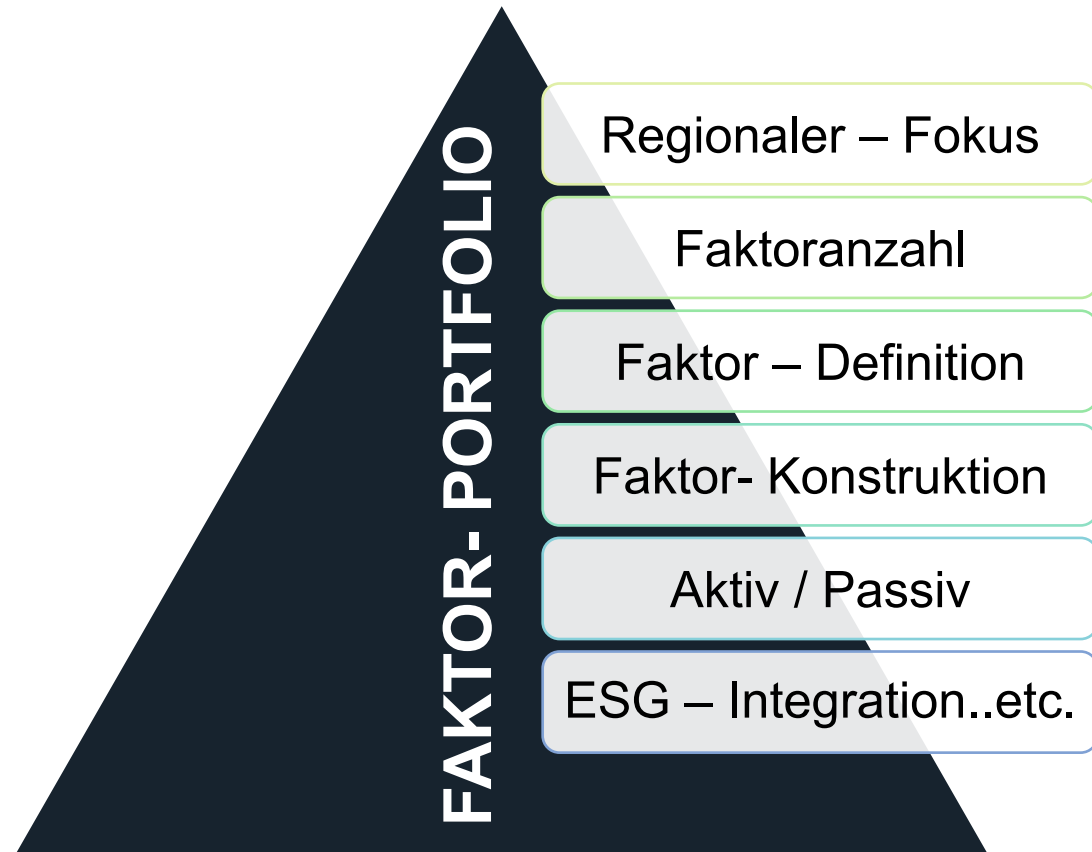 FAKTOR- PORTFOLIO
Regionaler – Fokus
Faktoranzahl
Faktor – Definition
Faktor- Konstruktion
Aktiv / Passiv
ESG – Integration..etc.